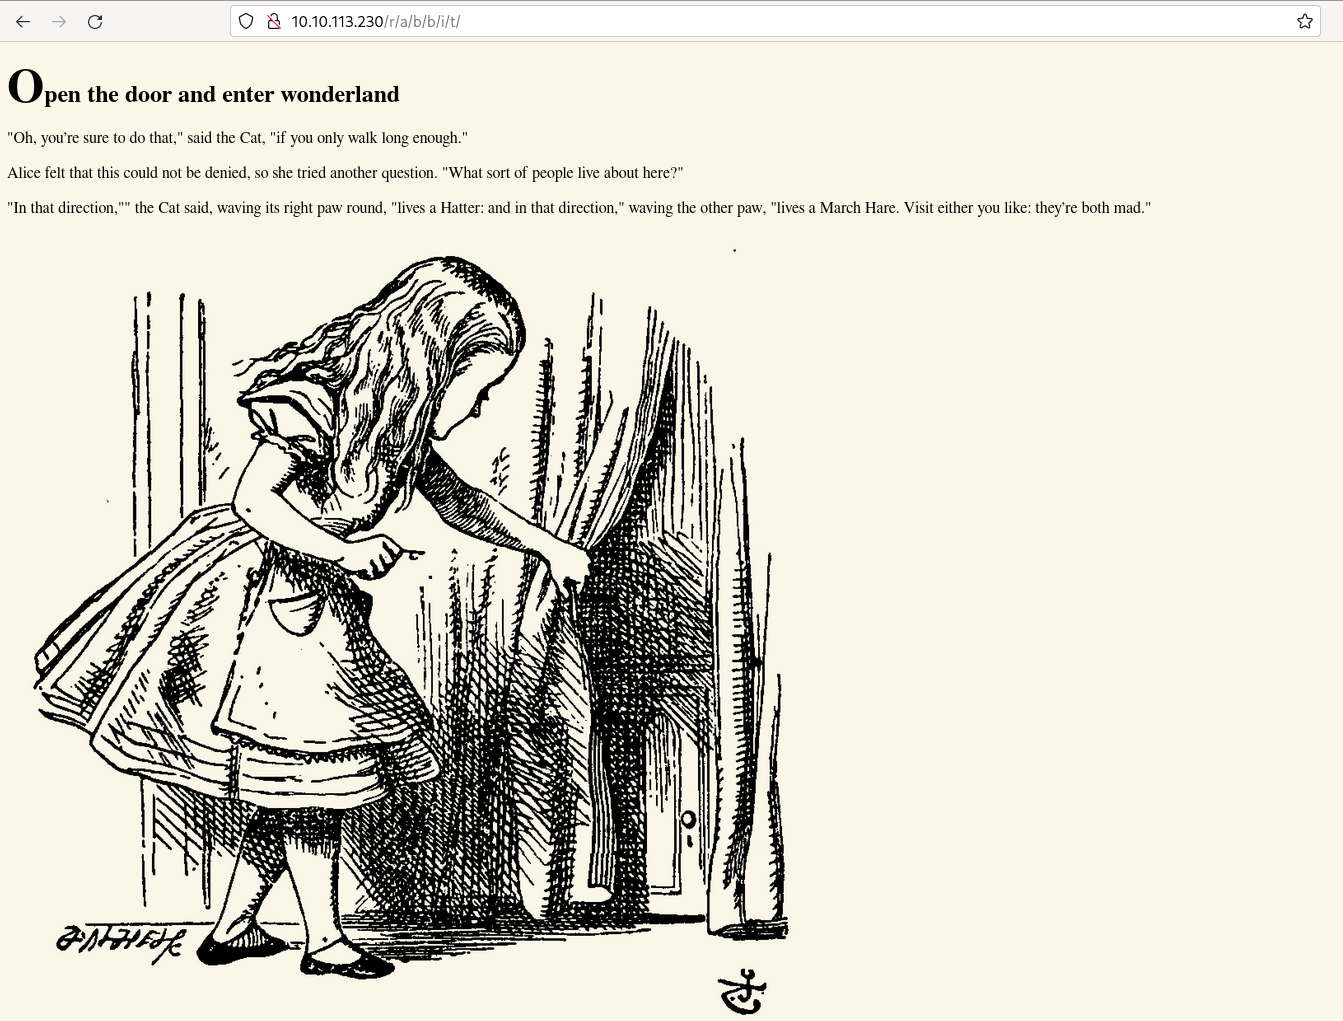 10.10.113.230/r/a/b/b/i/t/
Open the door and enter wonderland
"Oh, you’re sure to do that," said the Cat, "if you only walk long enough."
Alice felt that this could not be denied, so she tried another question. "What sort of people live about here?"
"In that direction,"" the Cat said, waving its right paw round, "lives a Hatter: and in that direction," waving the other paw, "lives a March Hare. Visit either you like: they’re both mad."